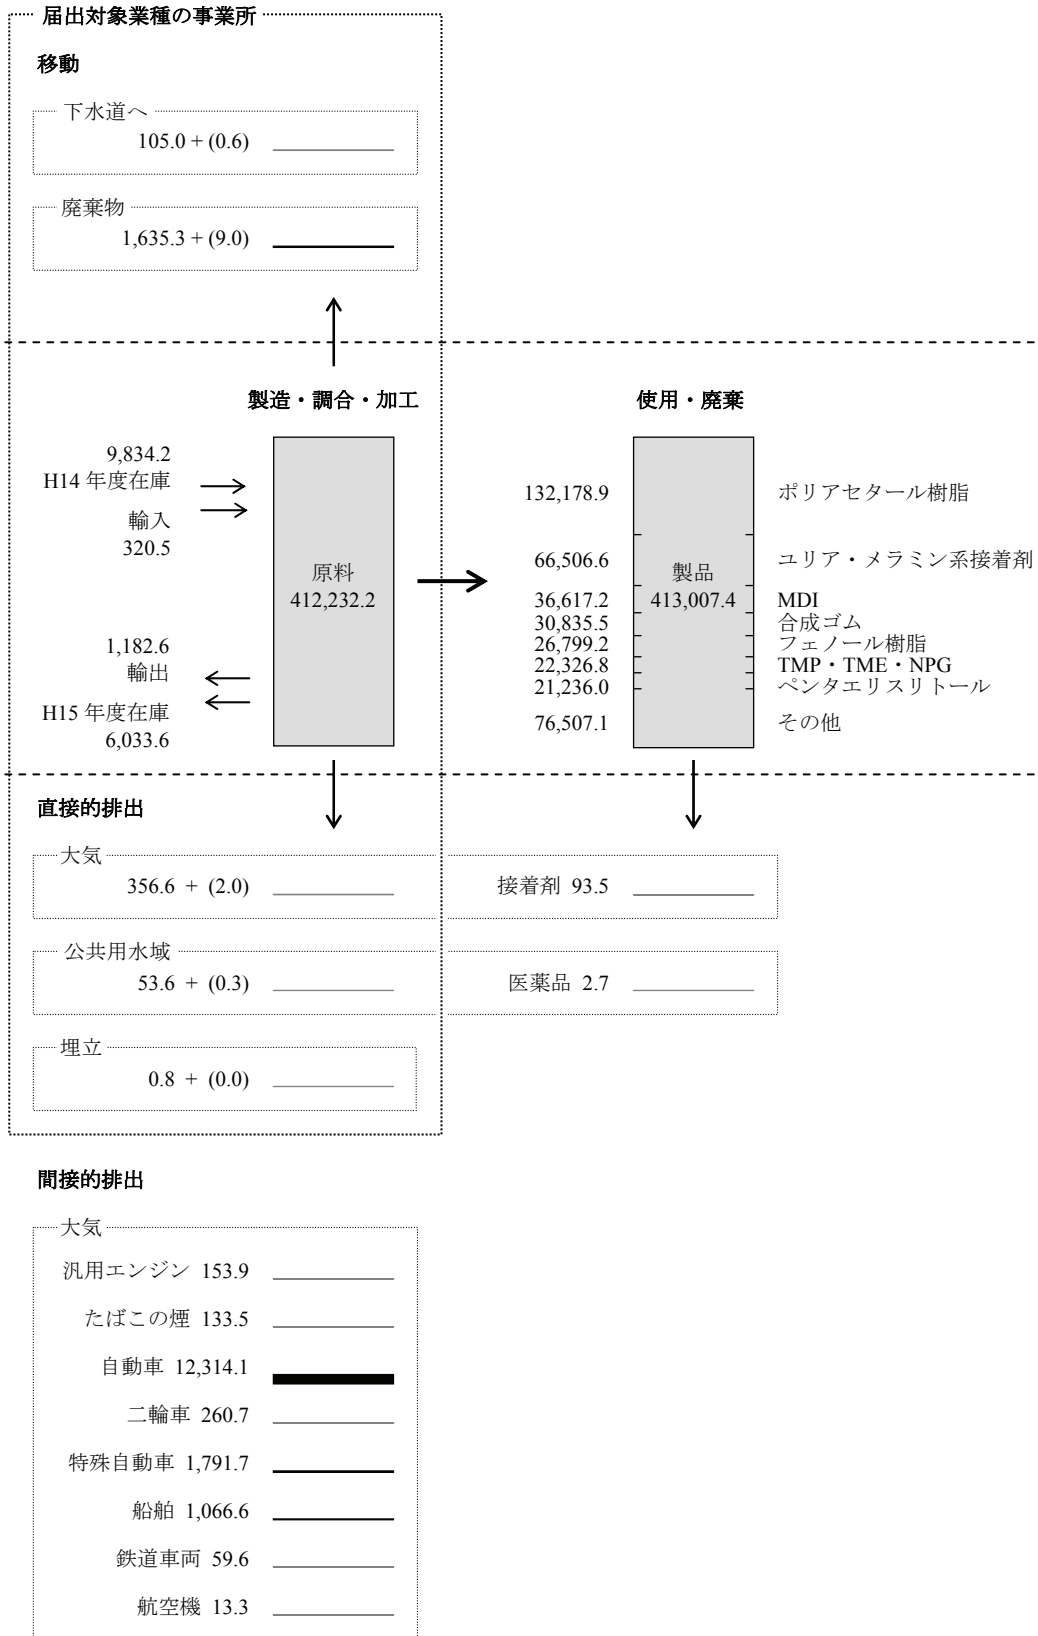 届出対象業種の事業所
移動
下水道へ
105.0 + (0.6)
廃棄物
1,635.3 + (9.0)
製造・調合・加工
9,834.2
H14 年度在庫
輸入
320.5
原料
412,232.2
1,182.6
輸出
H15 年度在庫
6,033.6
使用・廃棄
132,178.9 ポリアセタール樹脂
66,506.6 ユリア・メラミン系接着剤
製品
413,007.4
36,617.2 MDI
30,835.5 合成ゴム
26,799.2 フェノール樹脂
22,326.8 TMP・TME・NPG
21,236.0 ペンタエリスリトール
76,507.1 その他
直接的排出
大気
356.6 + (2.0) 接着剤 93.5
公共用水域
53.6 + (0.3) 医薬品 2.7
埋立
0.8 + (0.0)
間接的排出
大気
汎用エンジン 153.9
たばこの煙 133.5
自動車 12,314.1
二輪車 260.7
特殊自動車 1,791.7
船舶 1,066.6
鉄道車両 59.6
航空機 13.3